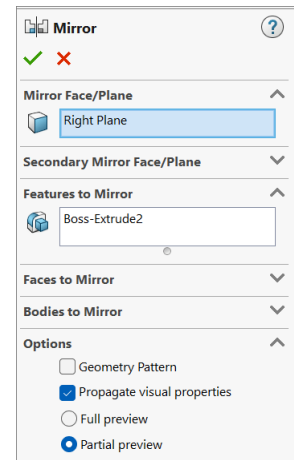 Mirror
?
Mirror Face/Plane
Right Plane
Secondary Mirror Face/Plane
Features to Mirror
Boss-Extrude2
Faces to Mirror
Bodies to Mirror
Options
Geometry Pattern
Propagate visual properties
Full preview
Partial preview